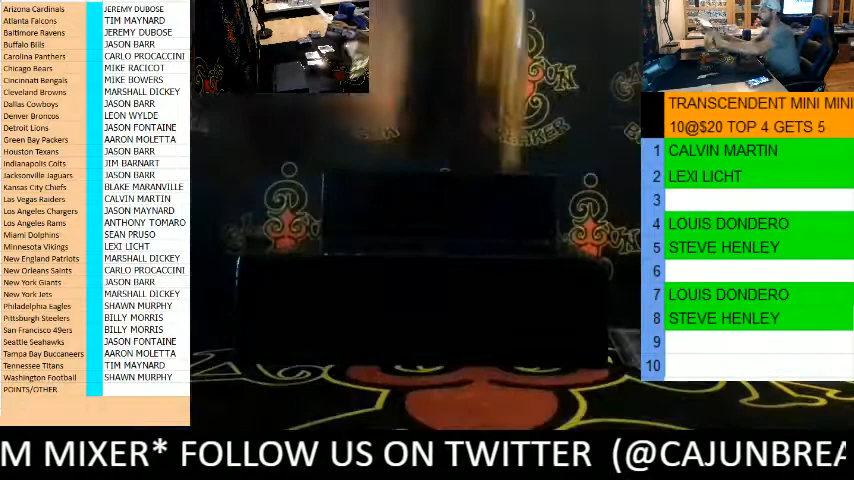 Arizona Cardinals JEREMY DUBOSE
Atlanta Falcons TIM MAYNARD
Baltimore Ravens JEREMY DUBOSE
Buffalo Bills JASON BARR
Carolina Panthers CARLO PROCACCINI
Chicago Bears MIKE RACICOT
Cincinnati Bengals MIKE BOWERS
Cleveland Browns MARSHALL DICKEY
Dallas Cowboys JASON BARR
Denver Broncos LEON WYLDE
Detroit Lions JASON FONTAINE
Green Bay Packers AARON MOLETTA
Houston Texans JASON BARR
Indianapolis Colts JIM BARNART
Jacksonville Jaguars JASON BARR
Kansas City Chiefs BLAKE MARANVILLE
Las Vegas Raiders CALVIN MARTIN
Los Angeles Chargers JASON MAYNARD
Los Angeles Rams ANTHONY TOMARO
Miami Dolphins SEAN PRUSO
Minnesota Vikings LEXI LICHT
New England Patriots MARSHALL DICKEY
New Orleans Saints CARLO PROCACCINI
New York Giants JASON BARR
New York Jets MARSHALL DICKEY
Philadelphia Eagles SHAWN MURPHY
Pittsburgh Steelers BILLY MORRIS
San Francisco 49ers BILLY MORRIS
Seattle Seahawks JASON FONTAINE
Tampa Bay Buccaneers AARON MOLETTA
Tennessee Titans TIM MAYNARD
Washington Football SHAWN MURPHY
POINTS/OTHER
TRANSCENDENT MINI MINI
10@$20 TOP 4 GETS 5
1 CALVIN MARTIN
2 LEXI LICHT
3
4 LOUIS DONDERO
5 STEVE HENLEY
6
7 LOUIS DONDERO
8 STEVE HENLEY
9
10
M MIXER* FOLLOW US ON TWITTER (@CAJUNBREA